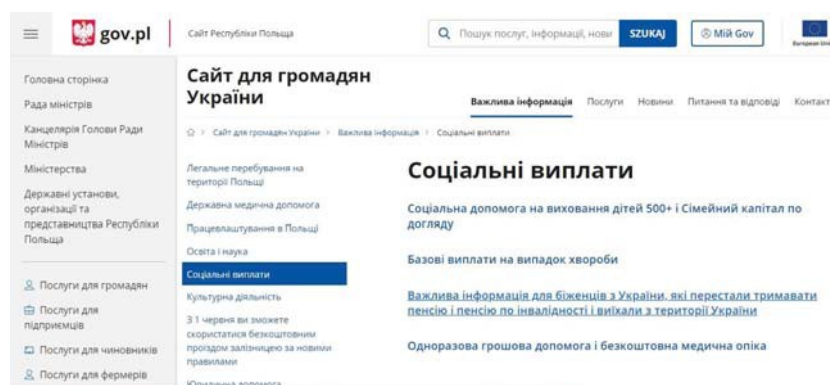 gov.pl
Сайт Республіки Польща
Пошук послуг, інформації, нови
SZUKAJ
Мій Gov
European Uni
Головна сторінка
Рада міністрів
Канцелярія Голови Ради
Міністрів
Міністерства
Державні установи,
організації та
представництва Республіки
Польща
Послуги для громадян
Послуги для
підприємців
Послуги для чиновників
Послуги для фермерів
Сайт для громадян
України
Важлива інформація
Послуги
Новини
Питання та відповіді
Контакт
Сайт для громадян України > Важлива інформація > Соціальні виплати
Легальне перебування на
території Польщі
Державна медична допомога
Працевлаштування в Польщі
Освіта і наука
Соціальні виплати
Культурна діяльність
З 1 червня ви зможете
скористатися безкоштовним
проїздом залізницею за новими
правилами
Юридична допомога
Соціальні виплати
Соціальна допомога на виховання дітей 500+ і Сімейний капітал по
догляду
Базові виплати на випадок хвороби
Важлива інформація для біженців з України, які перестали тримавати
пенсію і пенсію по інвалідності і виїхали з території України
Одноразова грошова допомога і безкоштовна медична опіка